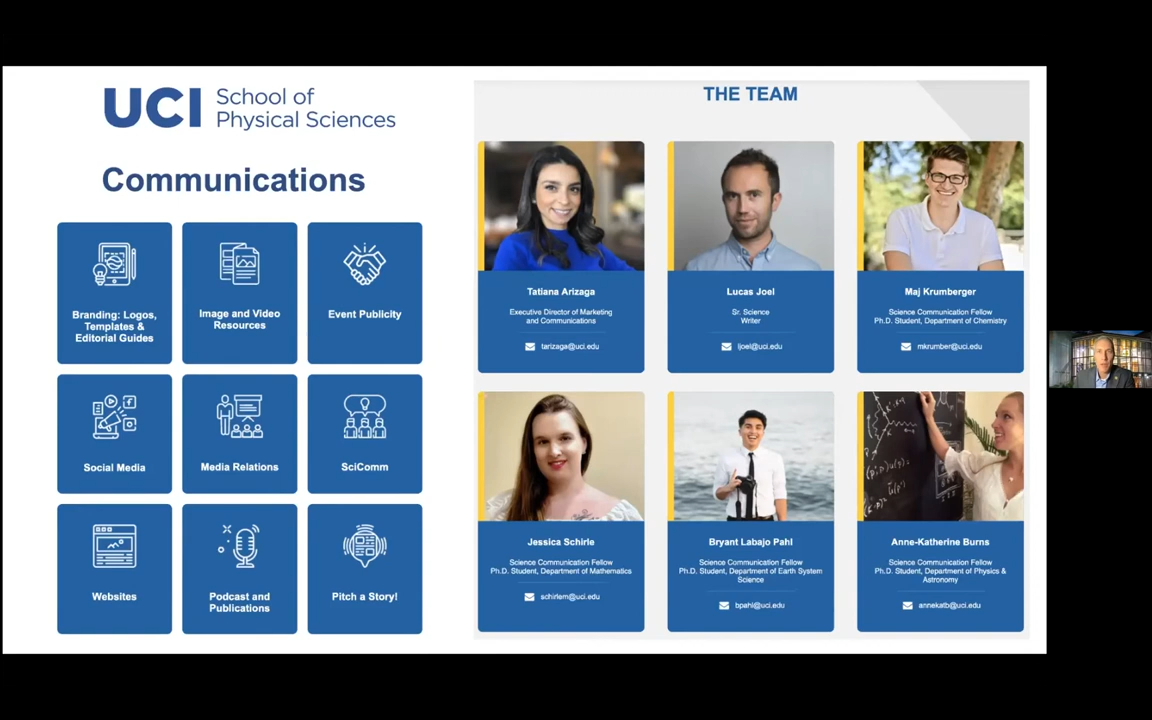 UCI School of
Physical Sciences
Communications
Branding: Logos,
Templates &
Editorial Guides
Image and Video
Resources
Event Publicity
Social Media
Media Relations
SciComm
Websites
Podcast and
Publications
Pitch a Story!
THE TEAM
Tatiana Arizaga
Executive Director of Marketing
and Communications
tarizaga@uci.edu
Lucas Joel
Sr. Science
Writer
ljoel@uci.edu
Maj Krumberger
Science Communication Fellow
Ph.D. Student, Department of Chemistry
mkrumber@uci.edu
Jessica Schirle
Science Communication Fellow
Ph.D. Student, Department of Mathematics
schirlem@uci.edu
Bryant Labajo Pahl
Science Communication Fellow
Ph.D. Student, Department of Earth System
Science
bpahl@uci.edu
Anne-Katherine Burns
Science Communication Fellow
Ph.D. Student, Department of Physics &
Astronomy
annekatb@uci.edu